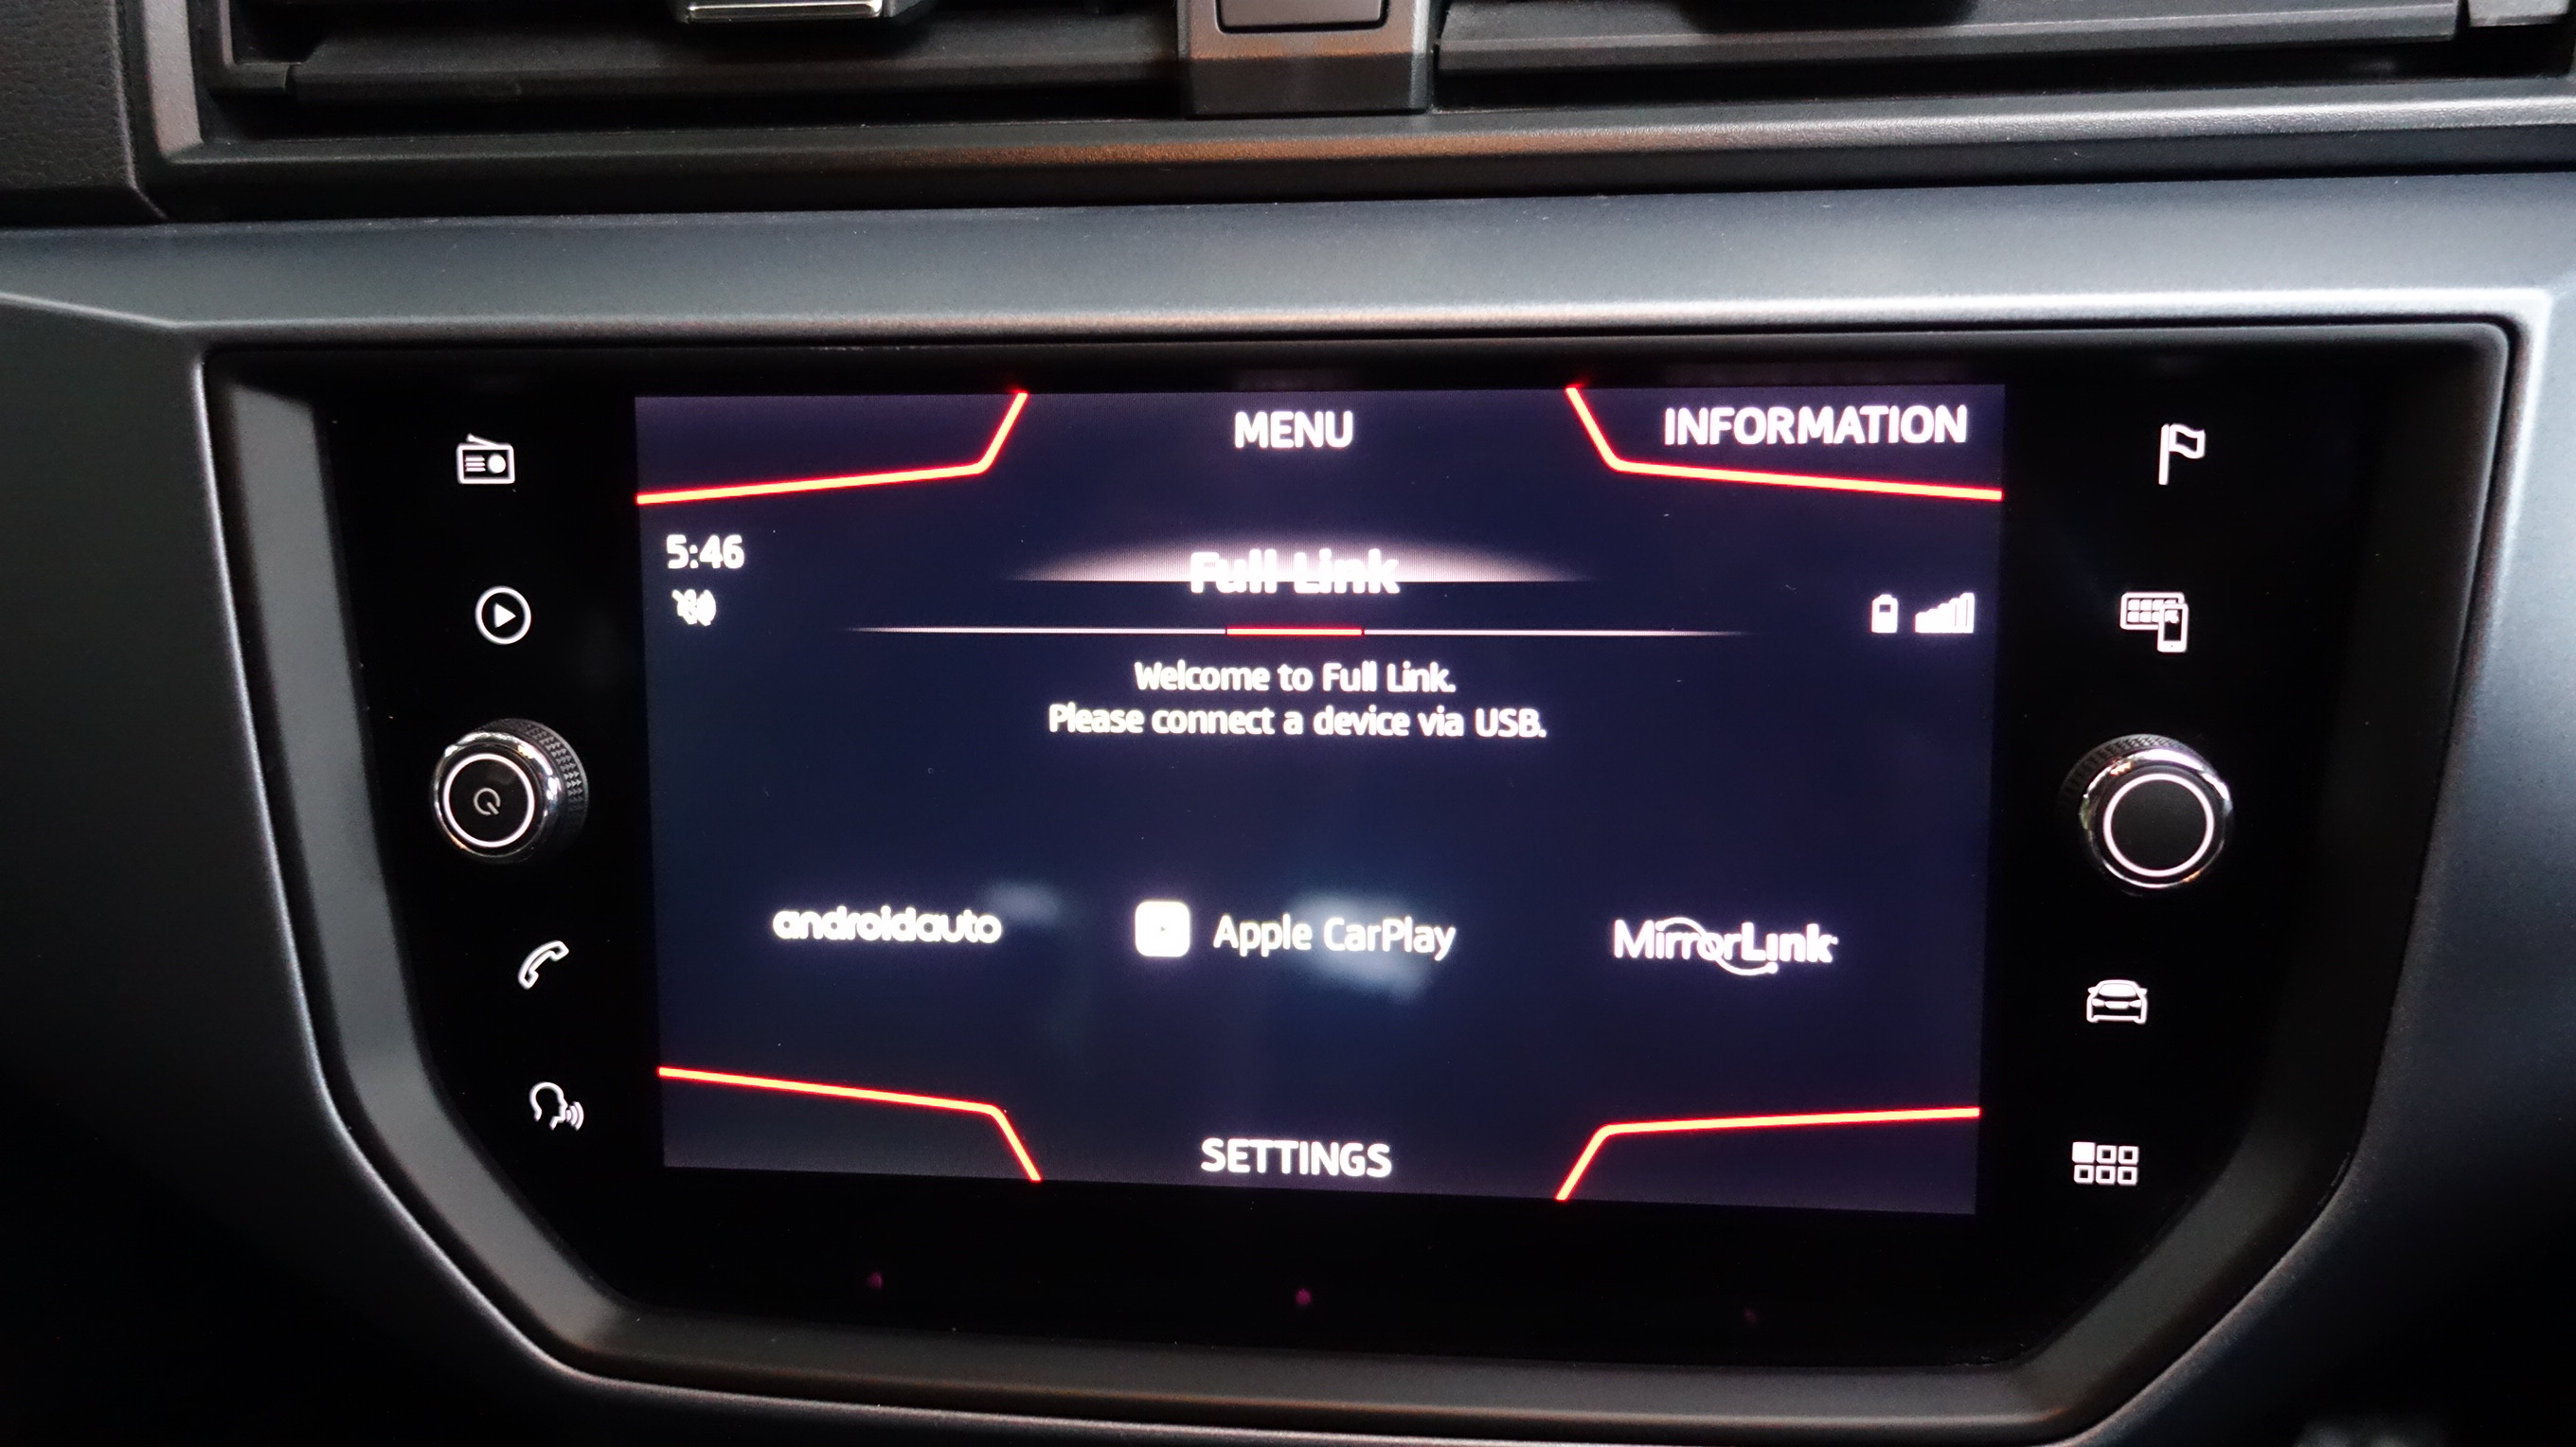 MENU
INFORMATION
5:46
Full Link
Welcome to Full Link.
Please connect a device via USB.
androidauto
Apple CarPlay
MirrorLink
SETTINGS